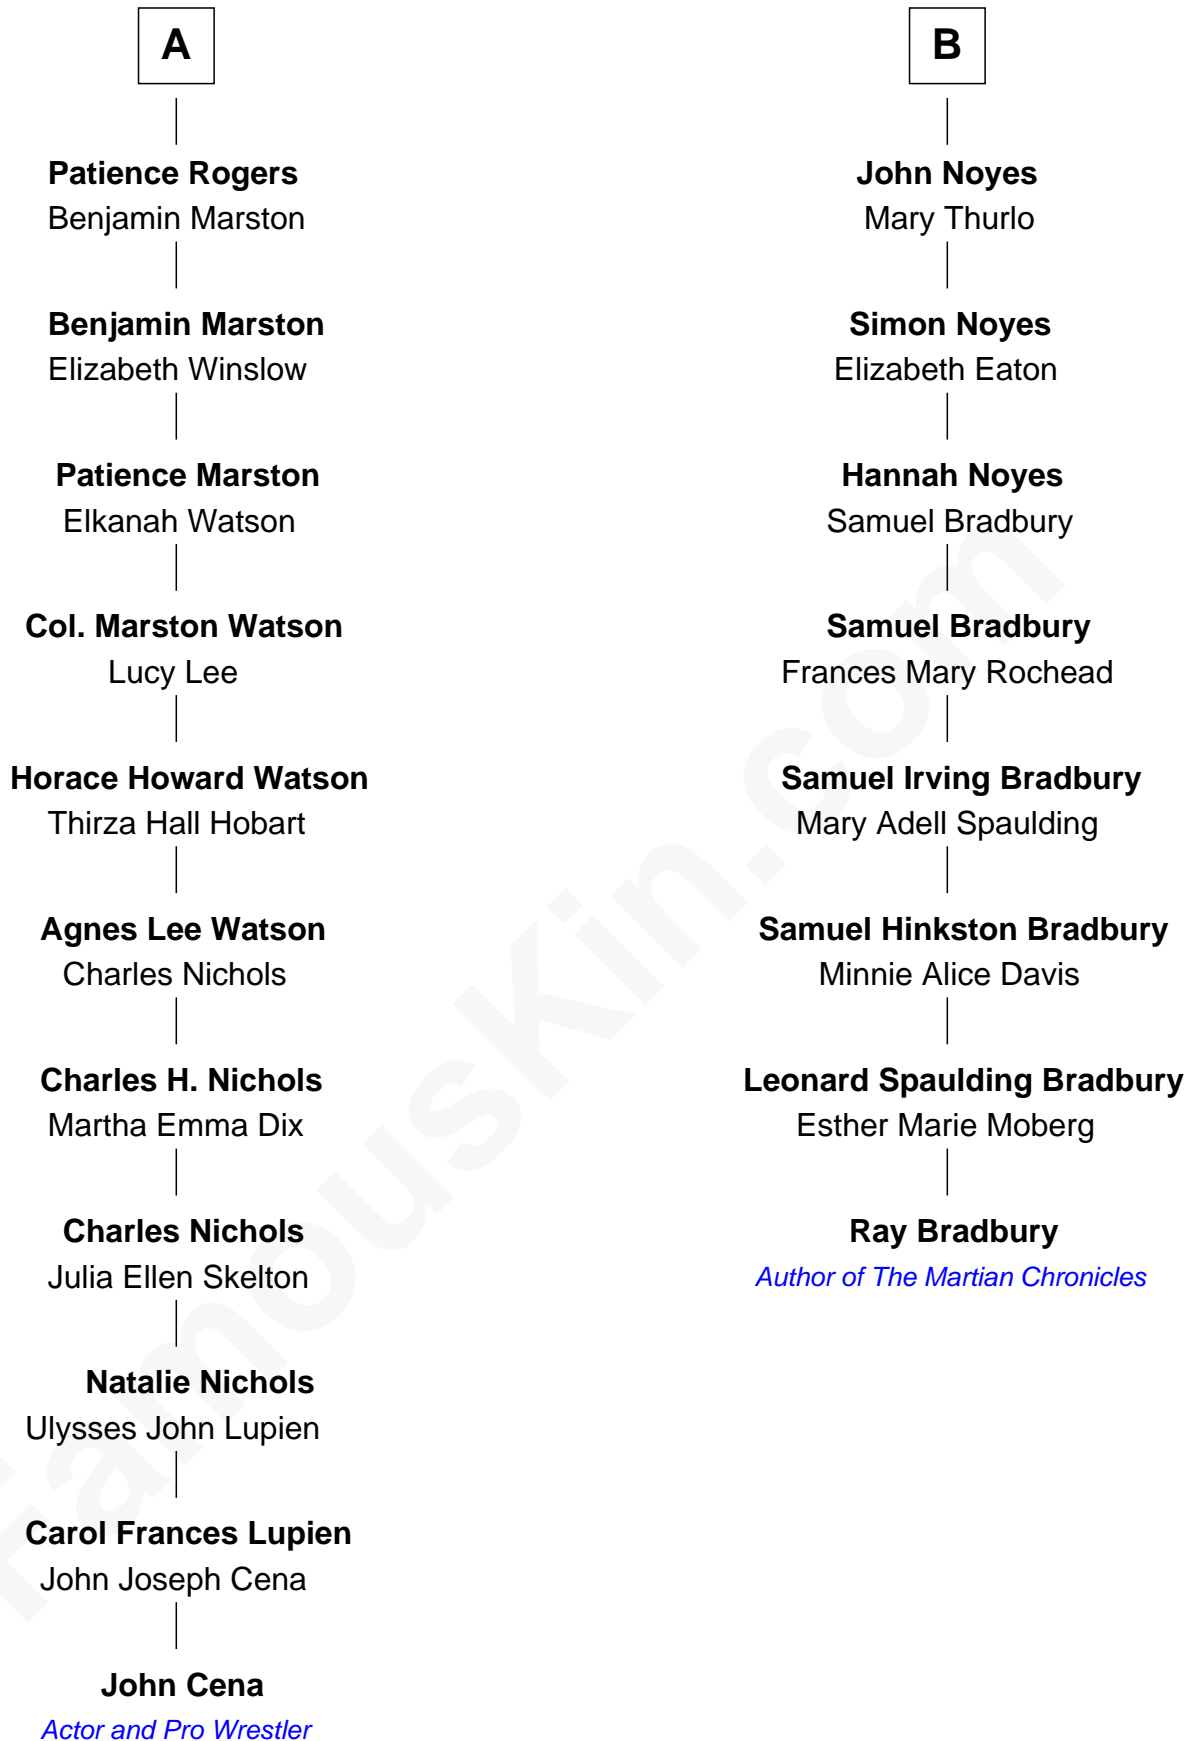 A
Patience Rogers
Benjamin Marston
Benjamin Marston
Elizabeth Winslow
Patience Marston
Elkanah Watson
Col. Marston Watson
Lucy Lee
Horace Howard Watson
Thirza Hall Hobart
Agnes Lee Watson
Charles Nichols
Charles H. Nichols
Martha Emma Dix
Charles Nichols
Julia Ellen Skelton
Natalie Nichols
Ulysses John Lupien
Carol Frances Lupien
John Joseph Cena
John Cena
Actor and Pro Wrestler
B
John Noyes
Mary Thurlo
Simon Noyes
Elizabeth Eaton
Hannah Noyes
Samuel Bradbury
Samuel Bradbury
Frances Mary Rochead
Samuel Irving Bradbury
Mary Adell Spaulding
Samuel Hinkston Bradbury
Minnie Alice Davis
Leonard Spaulding Bradbury
Esther Marie Moberg
Ray Bradbury
Author of The Martian Chronicles
FamousKin.com